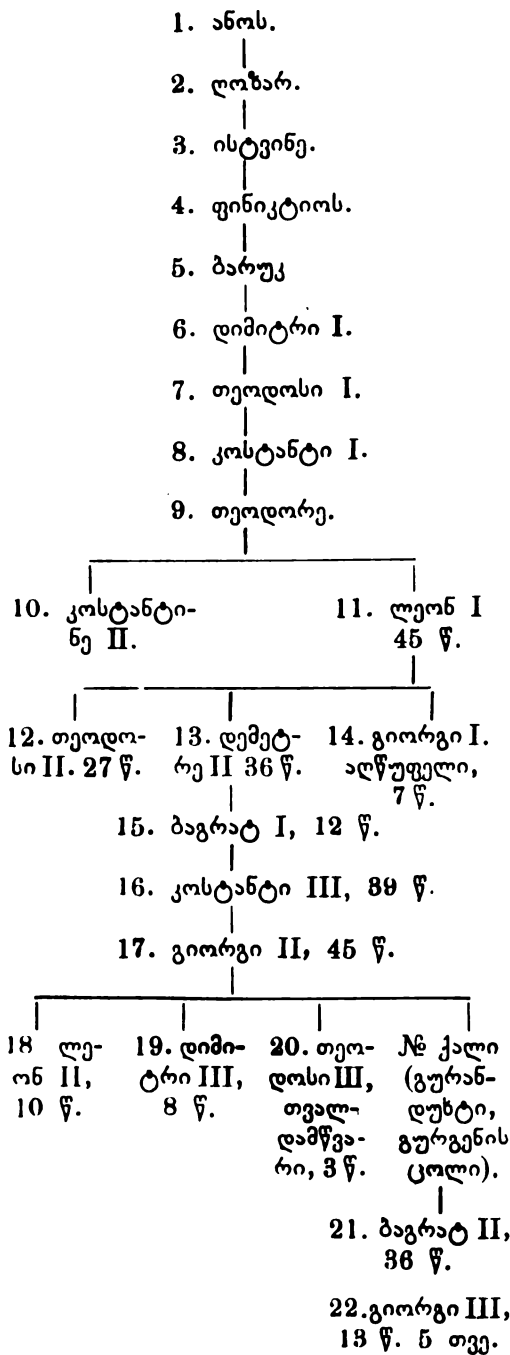 1. ანოს.
2. ღოზარ.
3. ისტვინე.
4. ფინიკტიოს.
5. ბარუკ
6. დიმიტრი I.
7. თეოდოსი I.
8. კოსტანტი I.
9. თეოდორე.
10. კოსტანტი-
ნე II.
11. ლეონ I
45 წ.
12. თეოდო-
სი II. 27 წ.
13. დემეტ-
რე II 36 წ.
14. გიორგი I.
აღწუფელი,
7 წ.
15. ბაგრატ I, 12 წ.
16. კოსტანტი III, 39 წ.
17. გიორგი II, 45 წ.
18 ლე-
ონ II,
10 წ.
19. დიმი-
ტრი III,
8 წ.
20. თეო-
დოსი III,
თვალ-
დამწვა-
რი, 3 წ.
№ ქალი
(გურან-
დუხტი,
გურგენის
ცოლი).
21. ბაგრატ II,
36 წ.
22. გიორგი III,
13 წ. 5 თვე.